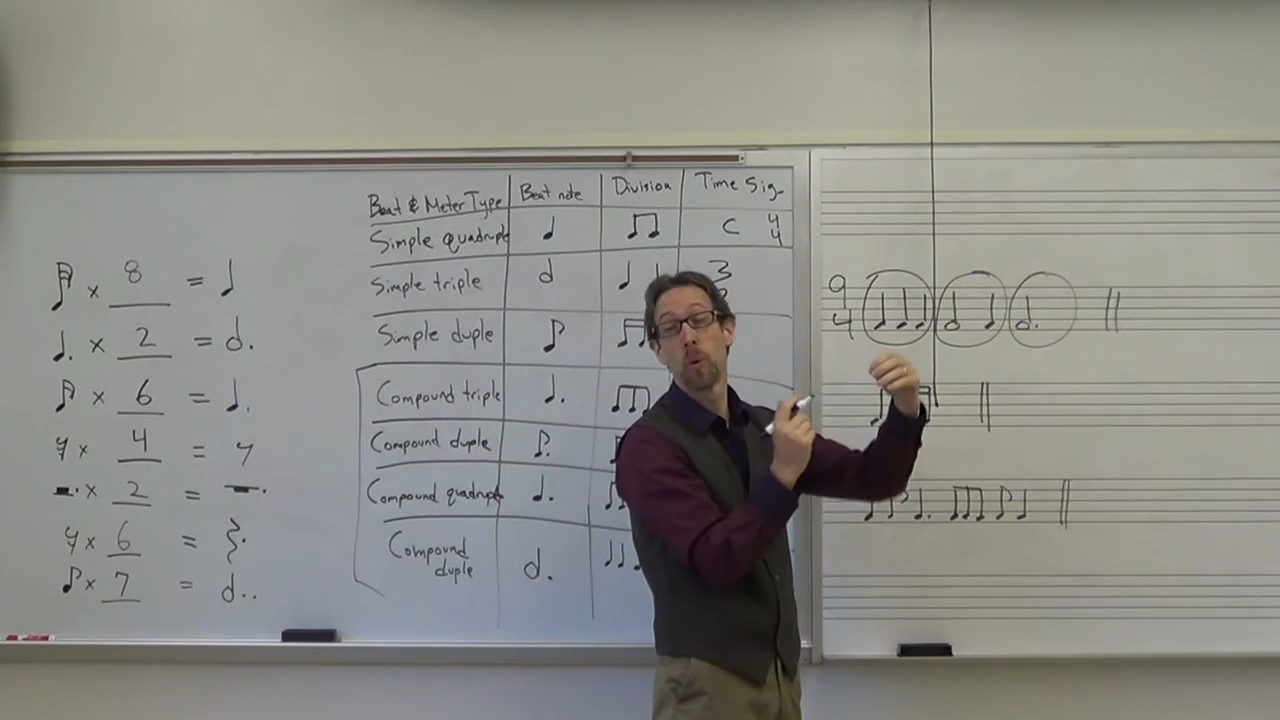 Beat & Meter Type Beat note Division Time Sig.
Simple quadruple C 4 4
Simple triple 3
Simple duple
Compound triple
Compound duple
Compound quadruple
Compound
duple
× 8 =
× 2 =
× 6 =
× 4 =
× 2 =
× 6 =
× 7 =
9
4